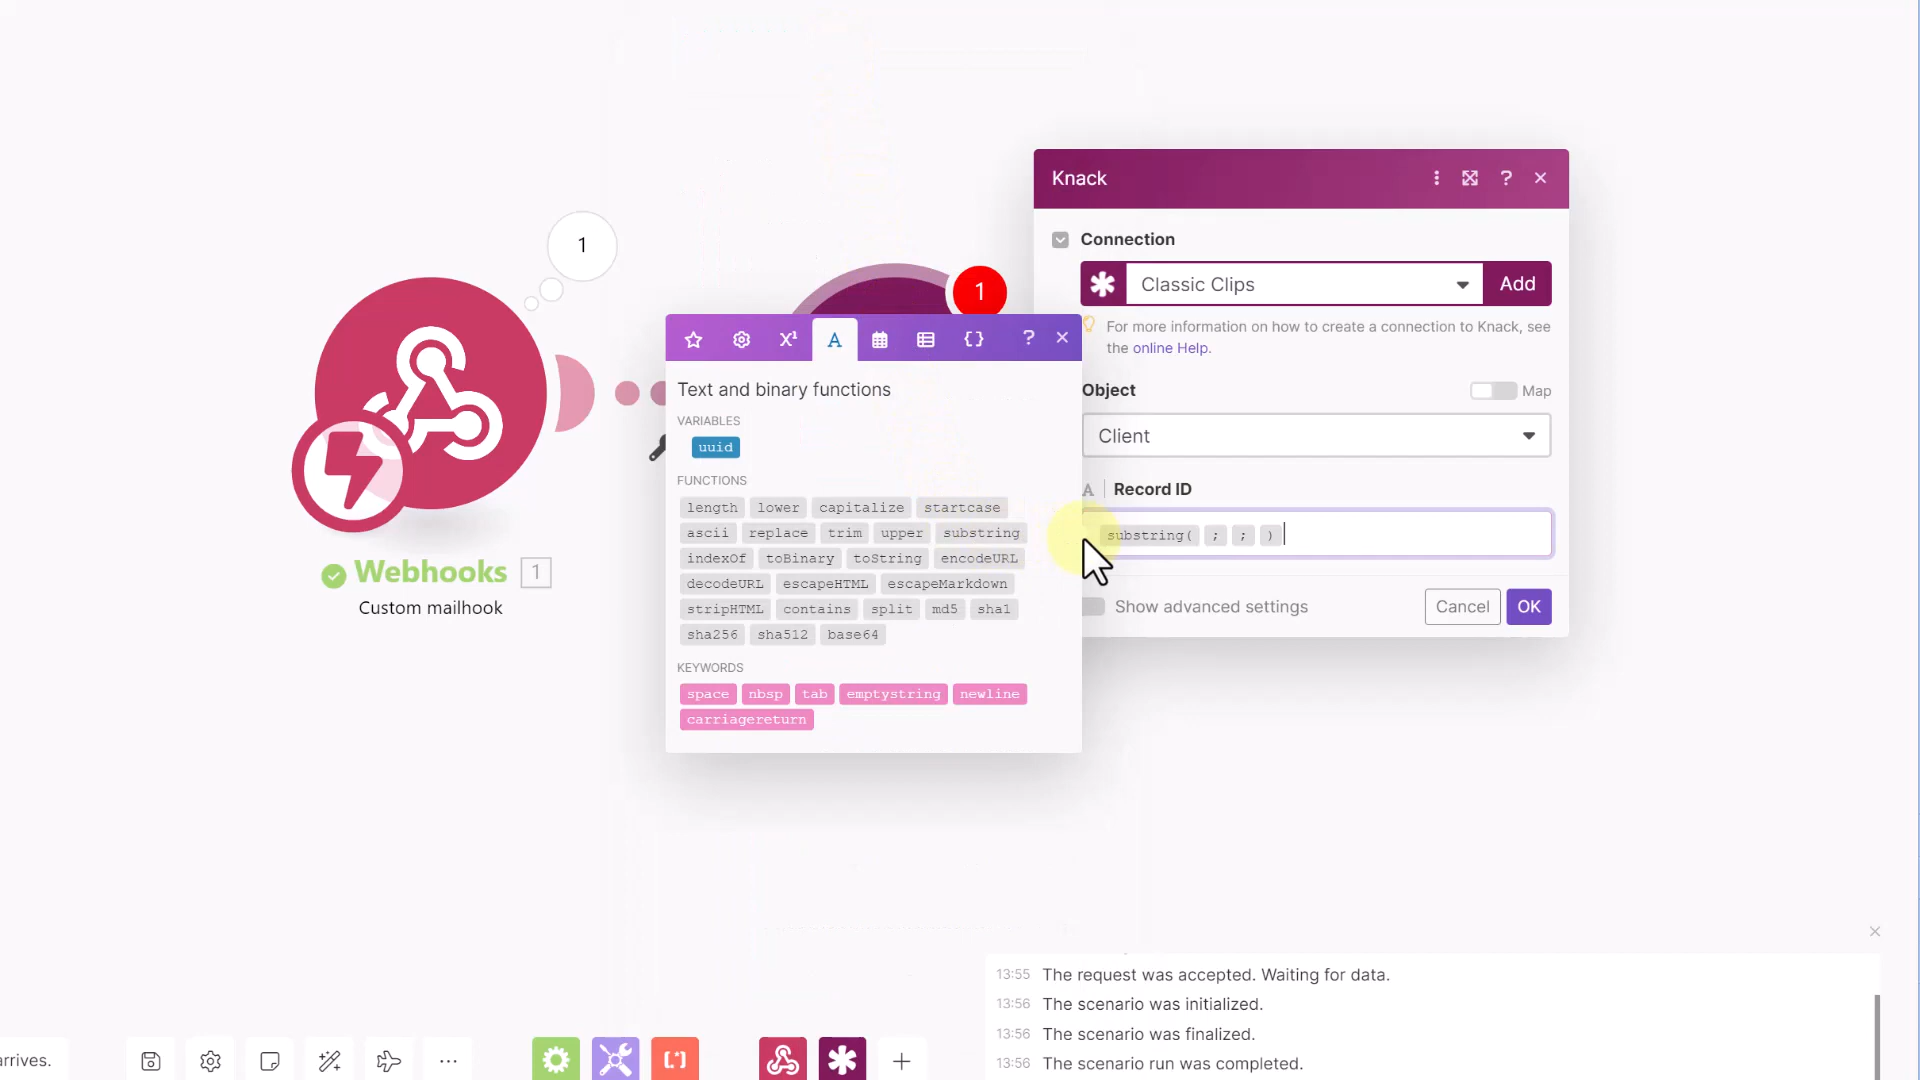 Knack
?
Connection
Classic Clips
Add
For more information on how to create a connection to Knack, see
the online Help.
Object
Map
Client
A
Record ID
substring( ; ; )
Show advanced settings
Cancel
OK
1
1
Webhooks
1
Custom mailhook
X¹
A
{}
?
Text and binary functions
VARIABLES
uuid
FUNCTIONS
length lower capitalize startcase
ascii replace trim upper substring
indexOf toBinary toString encodeURL
decodeURL escapeHTML escapeMarkdown
stripHTML contains split md5 sha1
sha256 sha512 base64
KEYWORDS
space nbsp tab emptystring newline
carriagereturn
13:55 The request was accepted. Waiting for data.
13:56 The scenario was initialized.
13:56 The scenario was finalized.
13:56 The scenario run was completed.
arrives.
[.*]